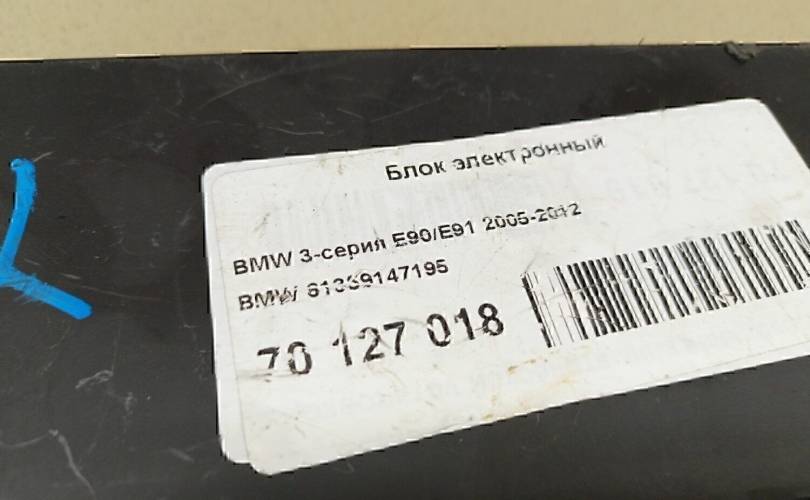 Блок электронный
BMW 3-серия E90/E91 2005-2012
BMW 61359147195
70 127 018